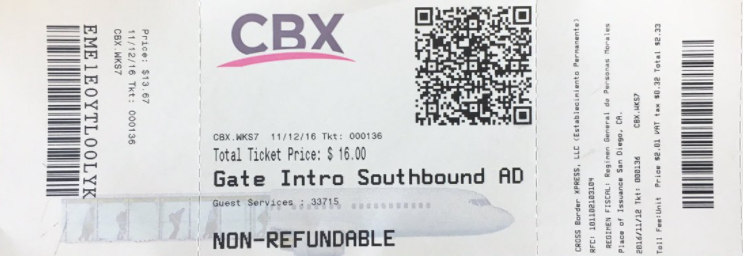 Price: $13.67
11/12/16 Tkt: 000136
CBX.WKS7
EME1EOYTLOOLYK
CBX
CBX.WKS7 11/12/16 Tkt: 000136
Total Ticket Price: $ 16.00
Gate Intro Southbound AD
Guest Services : 33715
NON-REFUNDABLE
CROSS Border XPRESS, LLC (Establecimiento Permanente)
RFC: 101102103104
REGIMEN FISCAL: Regimen General de Personas Morales
Place of Issuance San Diego, CA.
2016/11/12 Tkt: 000136 CBX.WKS7
Toll Fee:Unit Price $2.01 VAT tax $0.32 Total $2.33